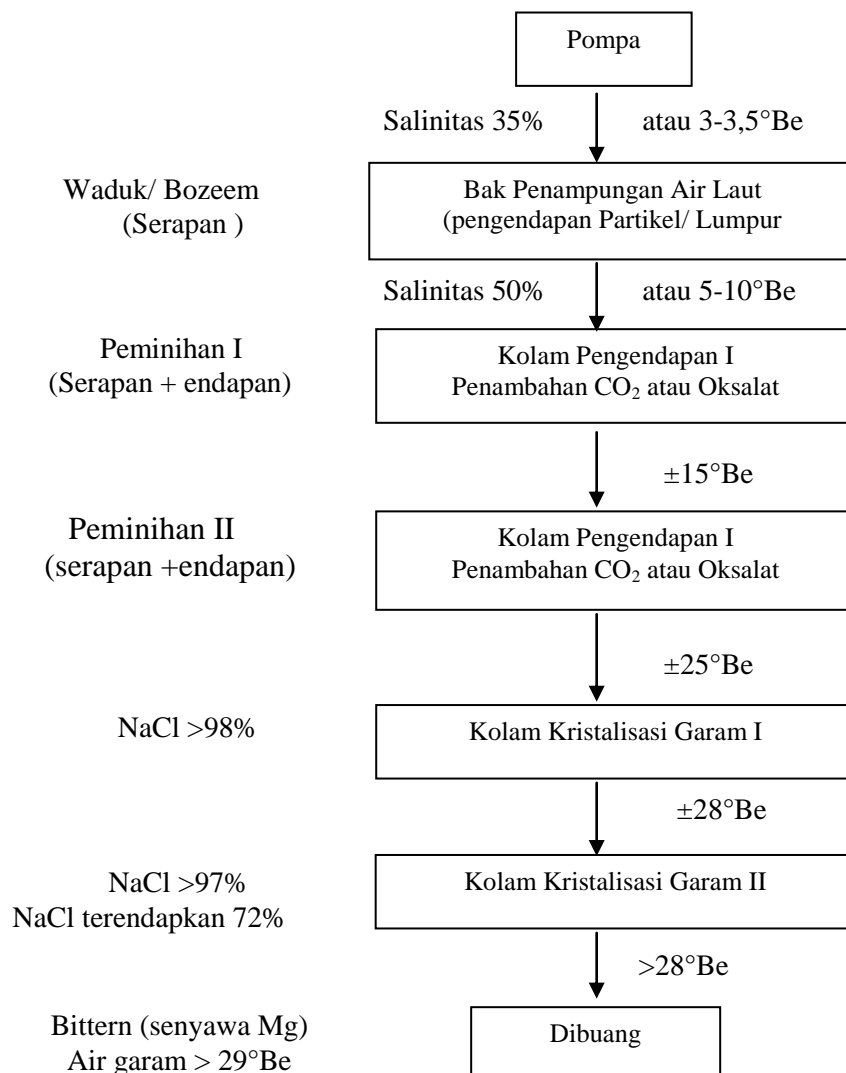 Pompa
Salinitas 35% atau 3-3,5°Be
Waduk/ Bozeem
(Serapan )
Bak Penampungan Air Laut
(pengendapan Partikel/ Lumpur
Salinitas 50% atau 5-10°Be
Peminihan I
(Serapan + endapan)
Kolam Pengendapan I
Penambahan CO₂ atau Oksalat
±15°Be
Peminihan II
(serapan +endapan)
Kolam Pengendapan I
Penambahan CO₂ atau Oksalat
±25°Be
NaCl >98%
Kolam Kristalisasi Garam I
±28°Be
NaCl >97%
NaCl terendapkan 72%
Kolam Kristalisasi Garam II
>28°Be
Bittern (senyawa Mg)
Air garam > 29°Be
Dibuang